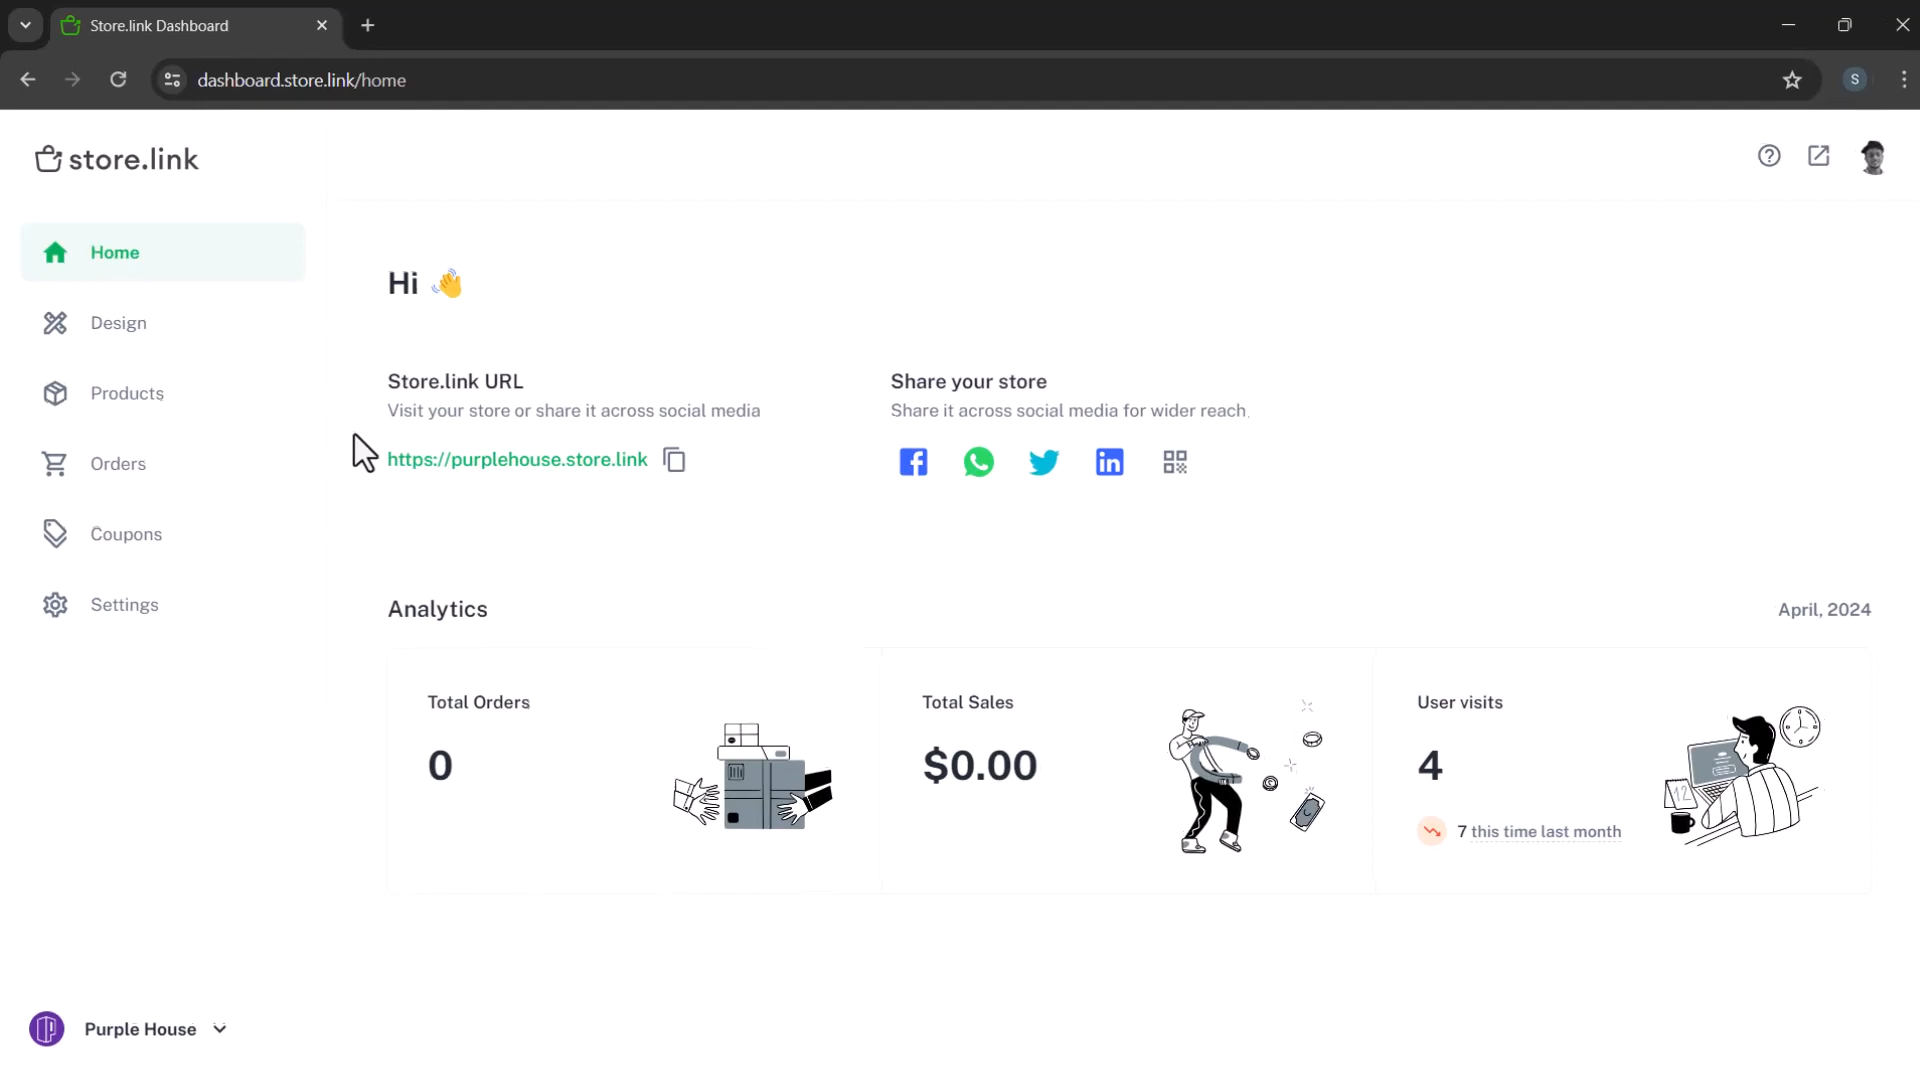 Store.link Dashboard
dashboard.store.link/home
S
store.link
Home
Design
Products
Orders
Coupons
Settings
Hi 👋
Store.link URL
Visit your store or share it across social media
https://purplehouse.store.link
Share your store
Share it across social media for wider reach.
Analytics
April, 2024
Total Orders
0
Total Sales
$0.00
User visits
4
7 this time last month
12
Purple House